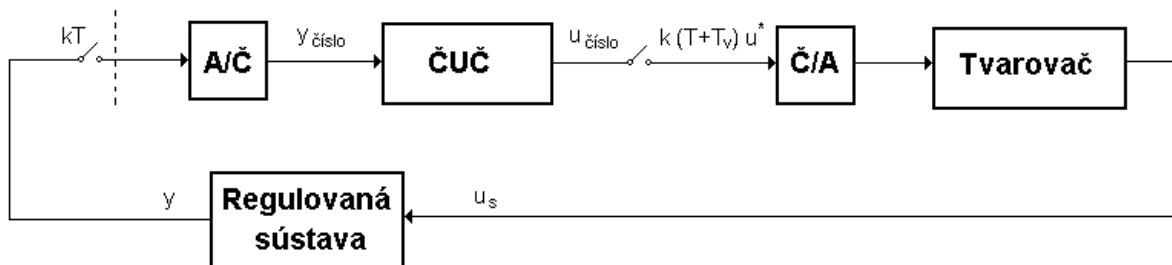 kT
A/Č
y číslo
ČUČ
u číslo
k (T+Tv) u*
Č/A
Tvarovač
y
Regulovaná
sústava
us